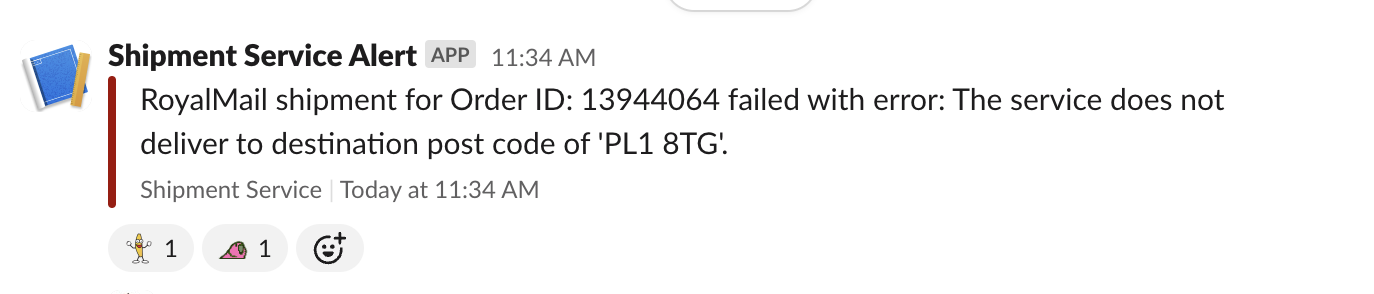 Shipment Service Alert APP 11:34 AM
RoyalMail shipment for Order ID: 13944064 failed with error: The service does not
deliver to destination post code of 'PL1 8TG'.
Shipment Service | Today at 11:34 AM
1 1